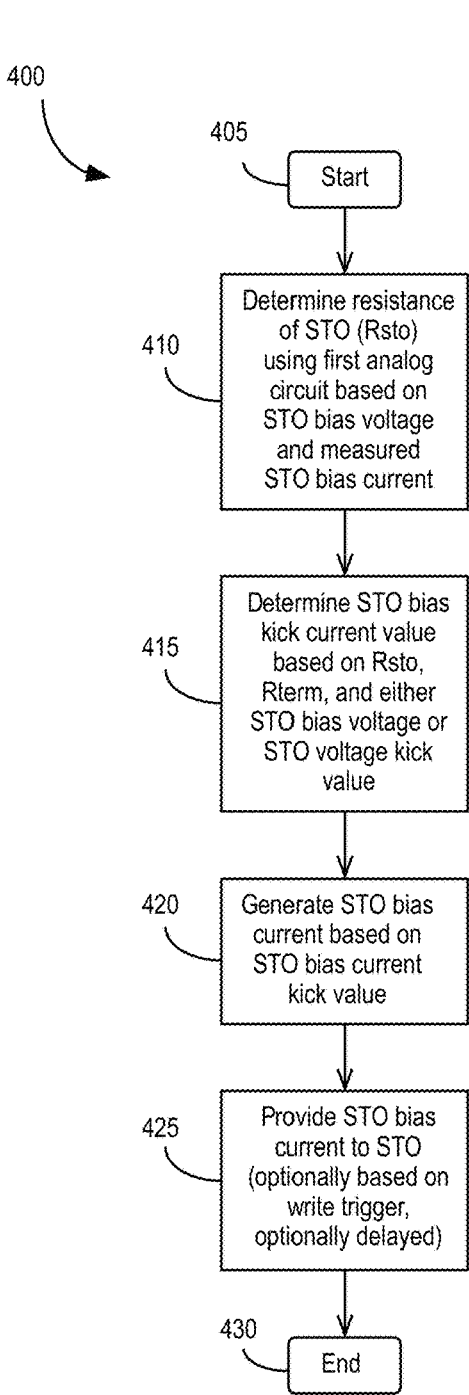 400
405
Start
410
Determine resistance
of STO (Rsto)
using first analog
circuit based on
STO bias voltage
and measured
STO bias current
415
Determine STO bias
kick current value
based on Rsto,
Rterm, and either
STO bias voltage or
STO voltage kick
value
420
Generate STO bias
current based on
STO bias current
kick value
425
Provide STO bias
current to STO
(optionally based on
write trigger,
optionally delayed)
430
End